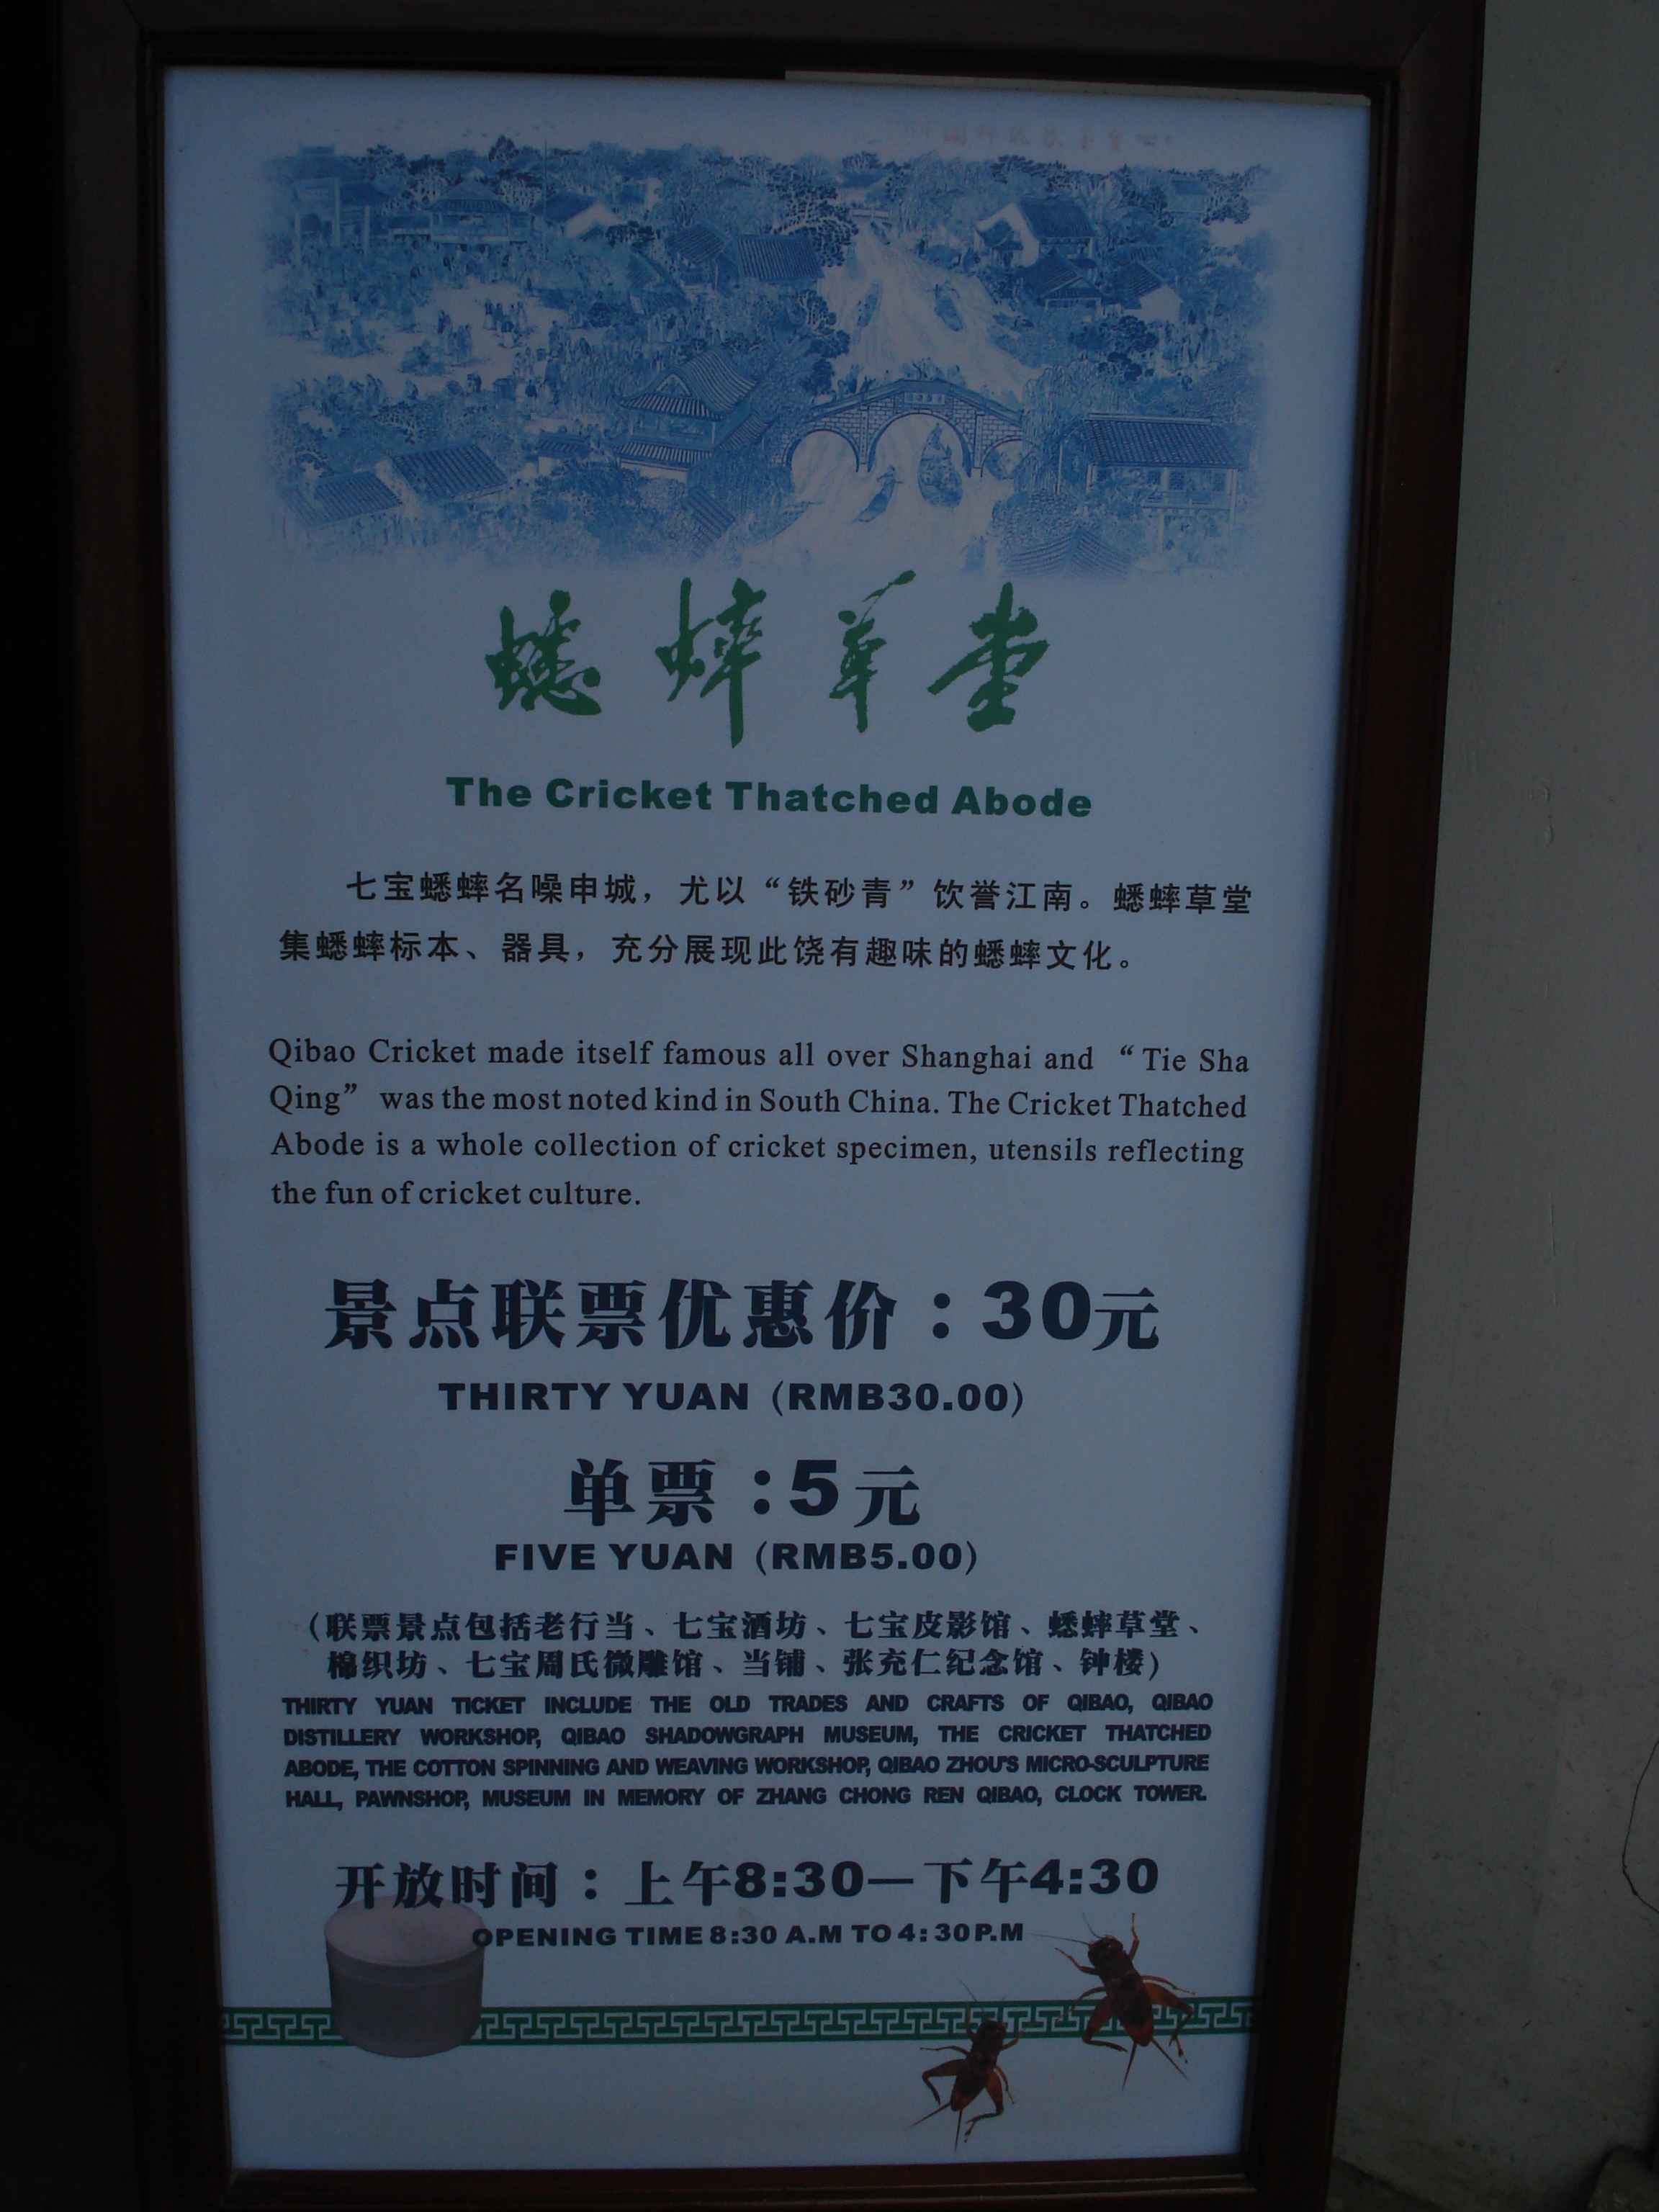 蟋蟀草堂
The Cricket Thatched Abode
七宝蟋蟀名噪申城，尤以“铁砂青”饮誉江南。蟋蟀草堂
集蟋蟀标本、器具，充分展现此饶有趣味的蟋蟀文化。
Qibao Cricket made itself famous all over Shanghai and “Tie Sha
Qing” was the most noted kind in South China. The Cricket Thatched
Abode is a whole collection of cricket specimen, utensils reflecting
the fun of cricket culture.
景点联票优惠价：30元
THIRTY YUAN (RMB30.00)
单票：5元
FIVE YUAN (RMB5.00)
(联票景点包括老行当、七宝酒坊、七宝皮影馆、蟋蟀草堂、
棉织坊、七宝周氏微雕馆、当铺、张充仁纪念馆、钟楼)
THIRTY YUAN TICKET INCLUDE THE OLD TRADES AND CRAFTS OF QIBAO, QIBAO
DISTILLERY WORKSHOP, QIBAO SHADOWGRAPH MUSEUM, THE CRICKET THATCHED
ABODE, THE COTTON SPINNING AND WEAVING WORKSHOP, QIBAO ZHOU'S MICRO-SCULPTURE
HALL, PAWNSHOP, MUSEUM IN MEMORY OF ZHANG CHONG REN QIBAO, CLOCK TOWER.
开放时间：上午8:30—下午4:30
OPENING TIME 8:30 A.M TO 4:30P.M